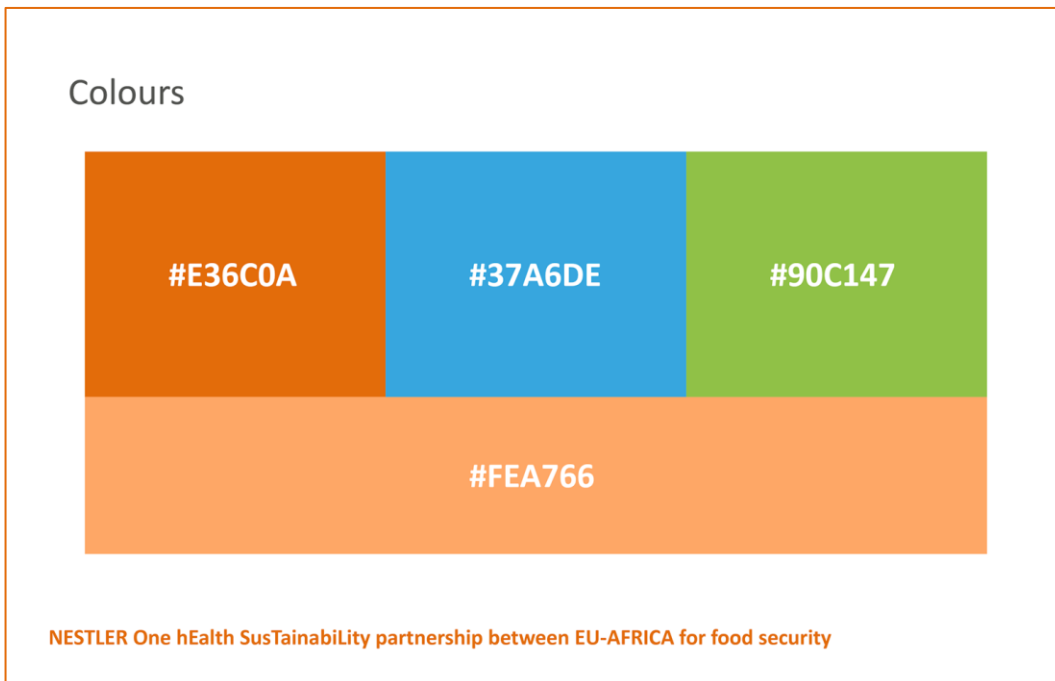 Colours
#E36C0A
#37A6DE
#90C147
#FEA766
NESTLER One hEalth SusTainabiLity partnership between EU-AFRICA for food security